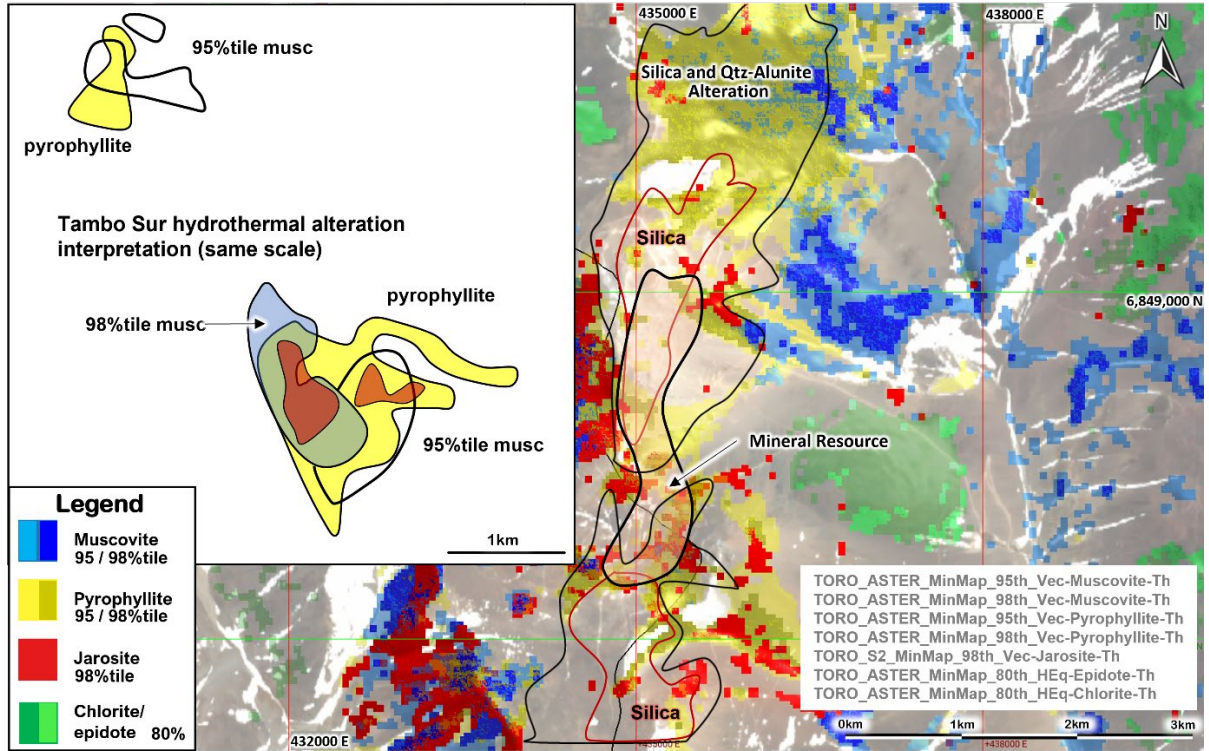 95%tile musc
pyrophyllite
Tambo Sur hydrothermal alteration
interpretation (same scale)
pyrophyllite
98%tile musc
95%tile musc
1km
Legend
Muscovite
95 / 98%tile
Pyrophyllite
95 / 98%tile
Jarosite
98%tile
Chlorite/
epidote 80%
435000 E
438000 E
N
Silica and Qtz-Alunite
Alteration
Silica
6,849,000 N
Mineral Resource
TORO_ASTER_MinMap_95th_Vec-Muscovite-Th
TORO_ASTER_MinMap_98th_Vec-Muscovite-Th
TORO_ASTER_MinMap_95th_Vec-Pyrophyllite-Th
TORO_ASTER_MinMap_98th_Vec-Pyrophyllite-Th
TORO_S2_MinMap_98th_Vec-Jarosite-Th
TORO_ASTER_MinMap_80th_HEq-Epidote-Th
TORO_ASTER_MinMap_80th_HEq-Chlorite-Th
Silica
0km 1km 2km 3km
432000 E
+438000 E